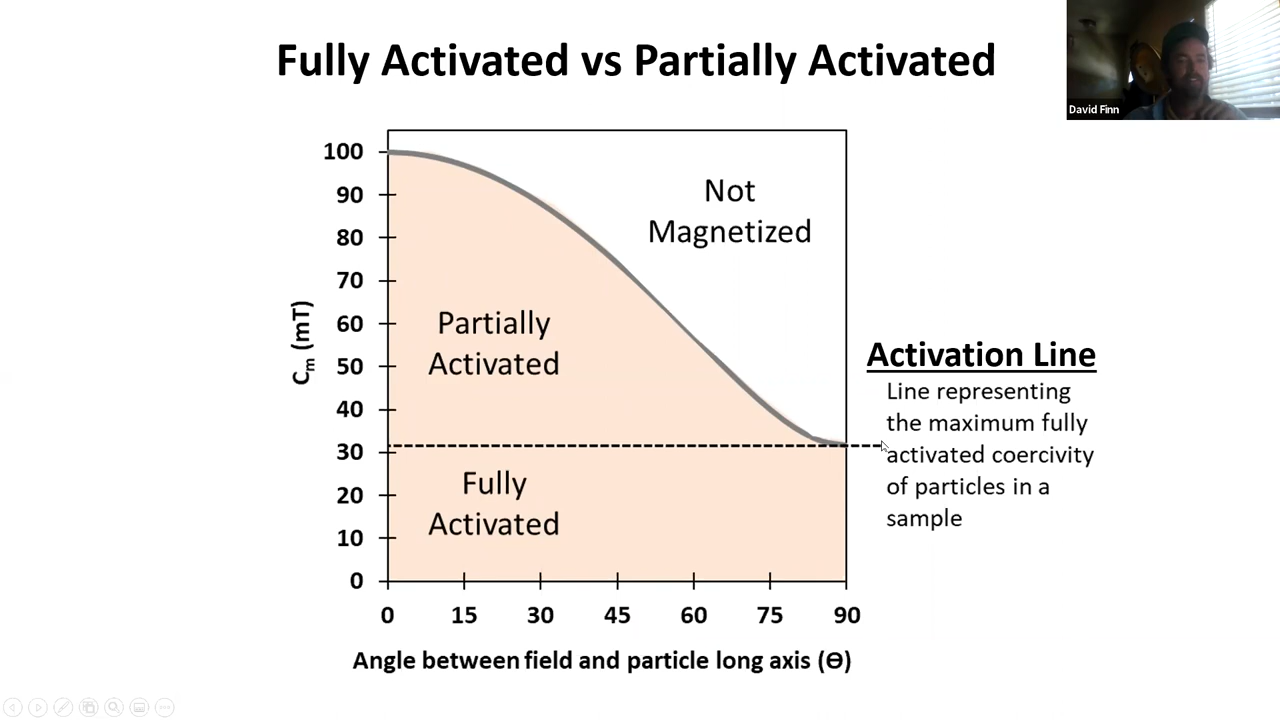 Fully Activated vs Partially Activated
David Finn
100
90
80
70
60
50
40
30
20
10
0
Cm (mT)
Not
Magnetized
Partially
Activated
Fully
Activated
0 15 30 45 60 75 90
Angle between field and particle long axis (Ɵ)
Activation Line
Line representing
the maximum fully
activated coercivity
of particles in a
sample